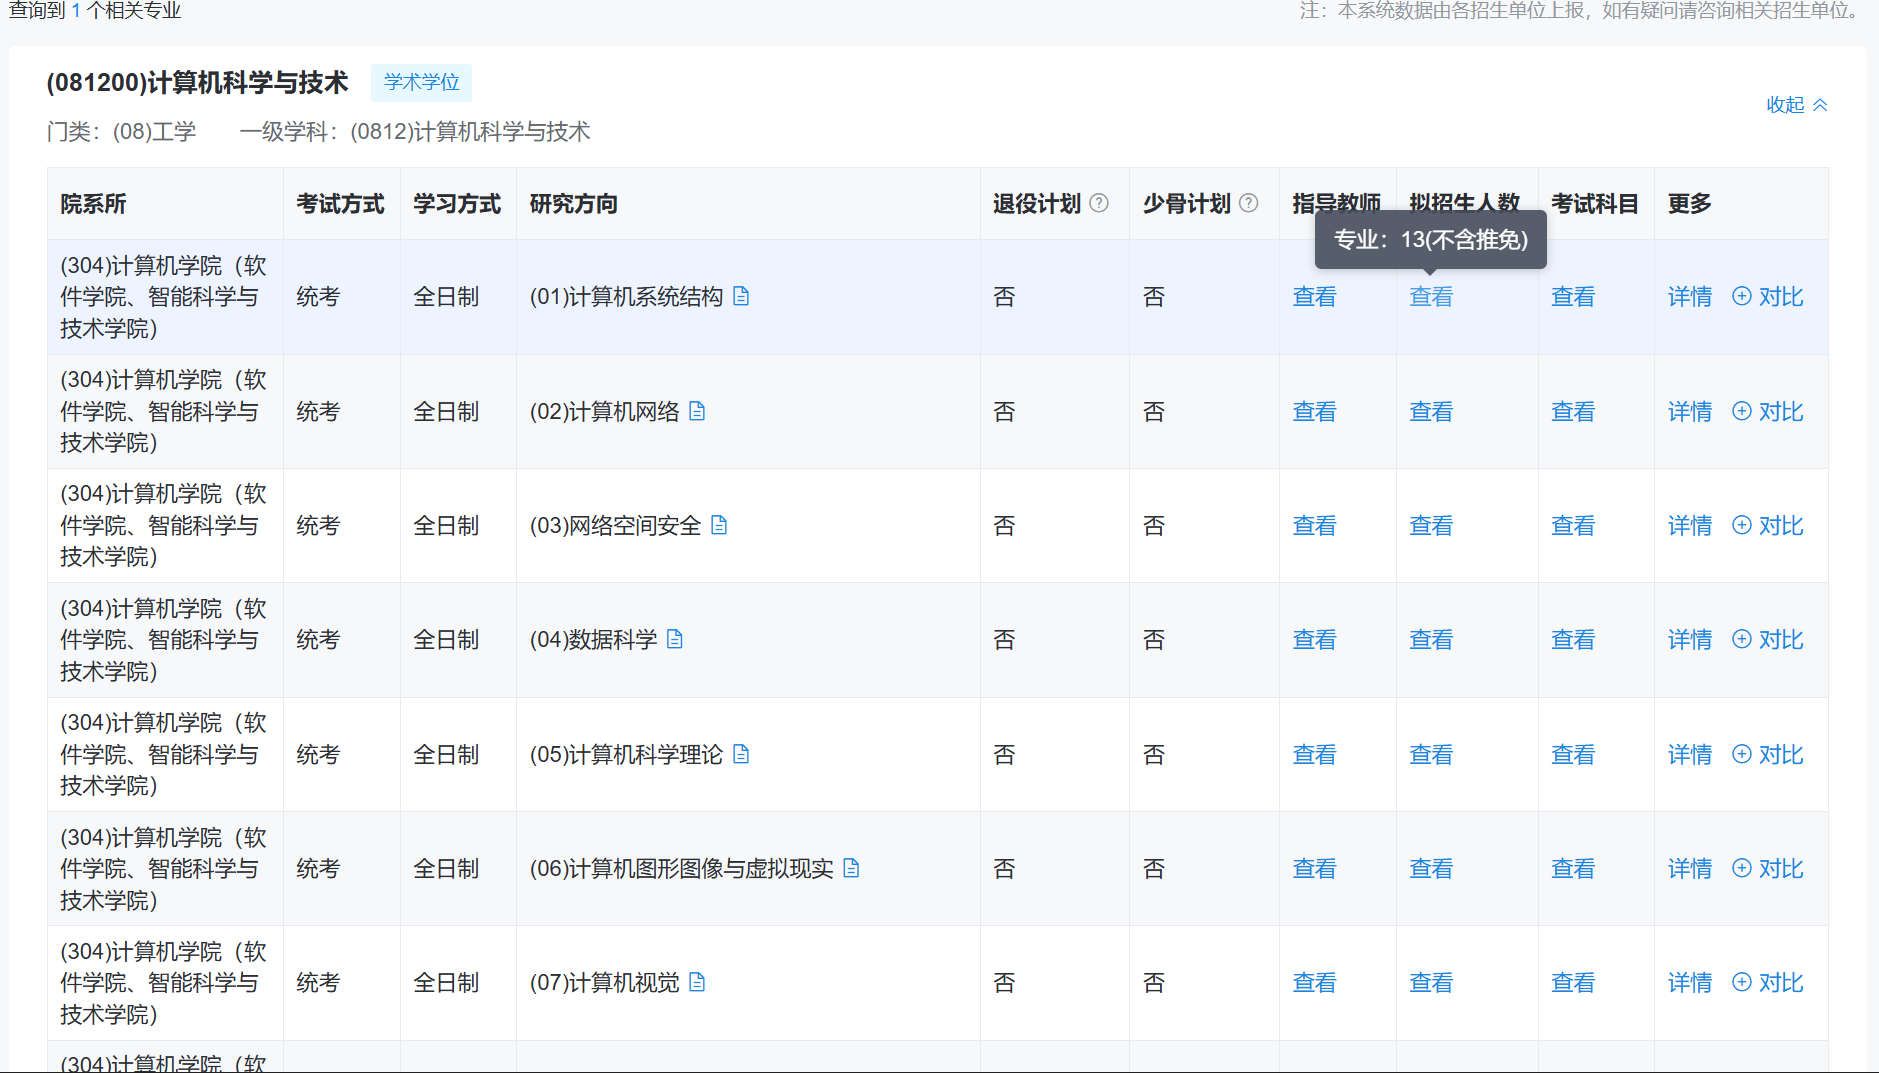 查询到 1 个相关专业
注：本系统数据由各招生单位上报，如有疑问请咨询相关招生单位。
(081200)计算机科学与技术 学术学位
收起
门类：(08)工学 一级学科：(0812)计算机科学与技术
院系所 考试方式 学习方式 研究方向 退役计划 少骨计划 指导教师 拟招生人数 考试科目 更多
专业：13(不含推免)
(304)计算机学院（软
件学院、智能科学与 统考 全日制 (01)计算机系统结构 否 否 查看 查看 查看 详情 对比
技术学院）
(304)计算机学院（软
件学院、智能科学与 统考 全日制 (02)计算机网络 否 否 查看 查看 查看 详情 对比
技术学院）
(304)计算机学院（软
件学院、智能科学与 统考 全日制 (03)网络空间安全 否 否 查看 查看 查看 详情 对比
技术学院）
(304)计算机学院（软
件学院、智能科学与 统考 全日制 (04)数据科学 否 否 查看 查看 查看 详情 对比
技术学院）
(304)计算机学院（软
件学院、智能科学与 统考 全日制 (05)计算机科学理论 否 否 查看 查看 查看 详情 对比
技术学院）
(304)计算机学院（软
件学院、智能科学与 统考 全日制 (06)计算机图形图像与虚拟现实 否 否 查看 查看 查看 详情 对比
技术学院）
(304)计算机学院（软
件学院、智能科学与 统考 全日制 (07)计算机视觉 否 否 查看 查看 查看 详情 对比
技术学院）
(304)计算机学院（软